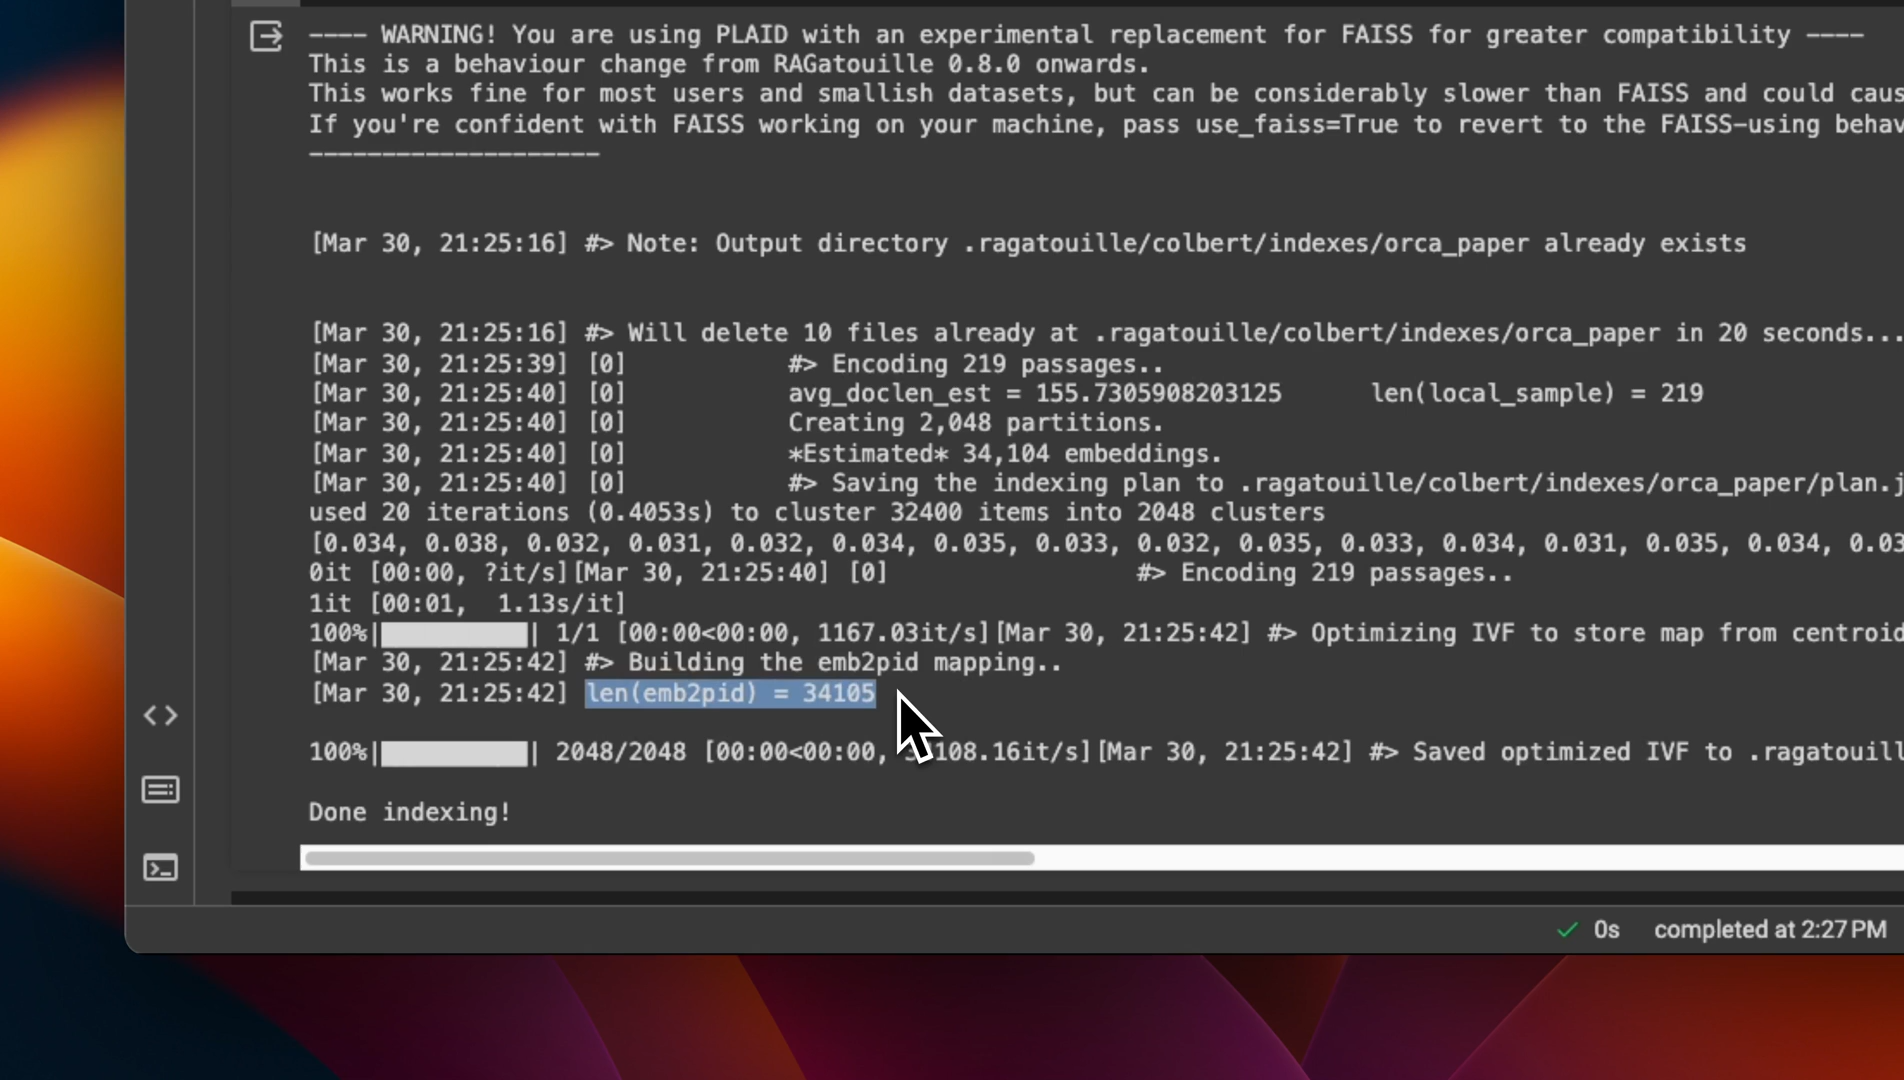 ---- WARNING! You are using PLAID with an experimental replacement for FAISS for greater compatibility ----
This is a behaviour change from RAGatouille 0.8.0 onwards.
This works fine for most users and smallish datasets, but can be considerably slower than FAISS and could caus
If you're confident with FAISS working on your machine, pass use_faiss=True to revert to the FAISS-using behav
--------------------
[Mar 30, 21:25:16] #> Note: Output directory .ragatouille/colbert/indexes/orca_paper already exists
[Mar 30, 21:25:16] #> Will delete 10 files already at .ragatouille/colbert/indexes/orca_paper in 20 seconds...
[Mar 30, 21:25:39] [0] #> Encoding 219 passages..
[Mar 30, 21:25:40] [0] avg_doclen_est = 155.7305908203125 len(local_sample) = 219
[Mar 30, 21:25:40] [0] Creating 2,048 partitions.
[Mar 30, 21:25:40] [0] *Estimated* 34,104 embeddings.
[Mar 30, 21:25:40] [0] #> Saving the indexing plan to .ragatouille/colbert/indexes/orca_paper/plan.j
used 20 iterations (0.4053s) to cluster 32400 items into 2048 clusters
[0.034, 0.038, 0.032, 0.031, 0.032, 0.034, 0.035, 0.033, 0.032, 0.035, 0.033, 0.034, 0.031, 0.035, 0.034, 0.03
0it [00:00, ?it/s][Mar 30, 21:25:40] [0] #> Encoding 219 passages..
1it [00:01, 1.13s/it]
100%|██████████| 1/1 [00:00<00:00, 1167.03it/s][Mar 30, 21:25:42] #> Optimizing IVF to store map from centroid
[Mar 30, 21:25:42] #> Building the emb2pid mapping..
[Mar 30, 21:25:42] len(emb2pid) = 34105
100%|██████████| 2048/2048 [00:00<00:00, 108.16it/s][Mar 30, 21:25:42] #> Saved optimized IVF to .ragatouill
Done indexing!
0s completed at 2:27 PM